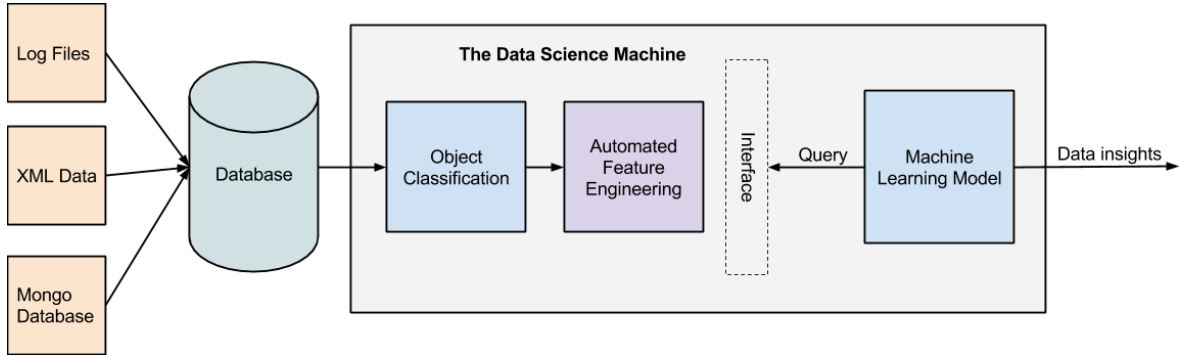 Log Files
XML Data
Mongo
Database
Database
The Data Science Machine
Object
Classification
Automated
Feature
Engineering
Interface
Query
Machine
Learning Model
Data insights